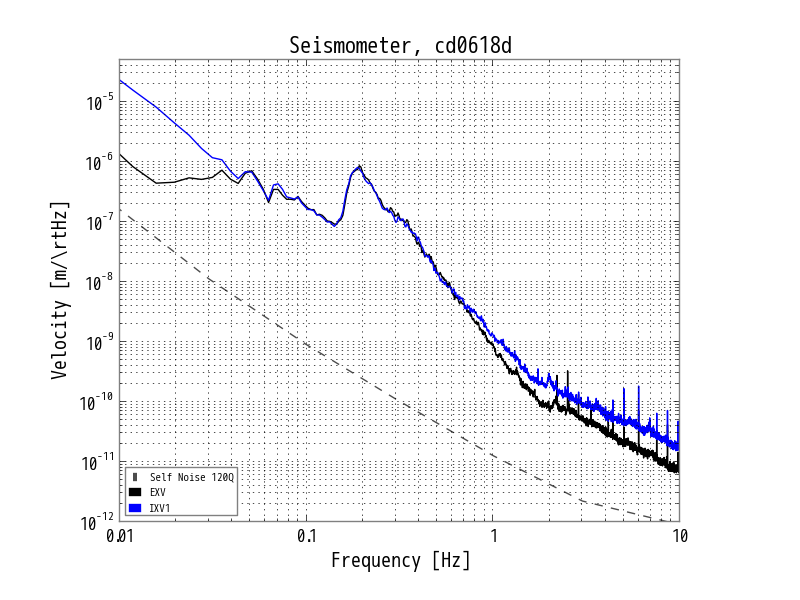 Seismometer, cd0618d
Velocity [m/\rtHz]
10-5
10-6
10-7
10-8
10-9
10-10
10-11
10-12
Self Noise 120Q
EXV
IXV1
0.01 0.1 1 10
Frequency [Hz]